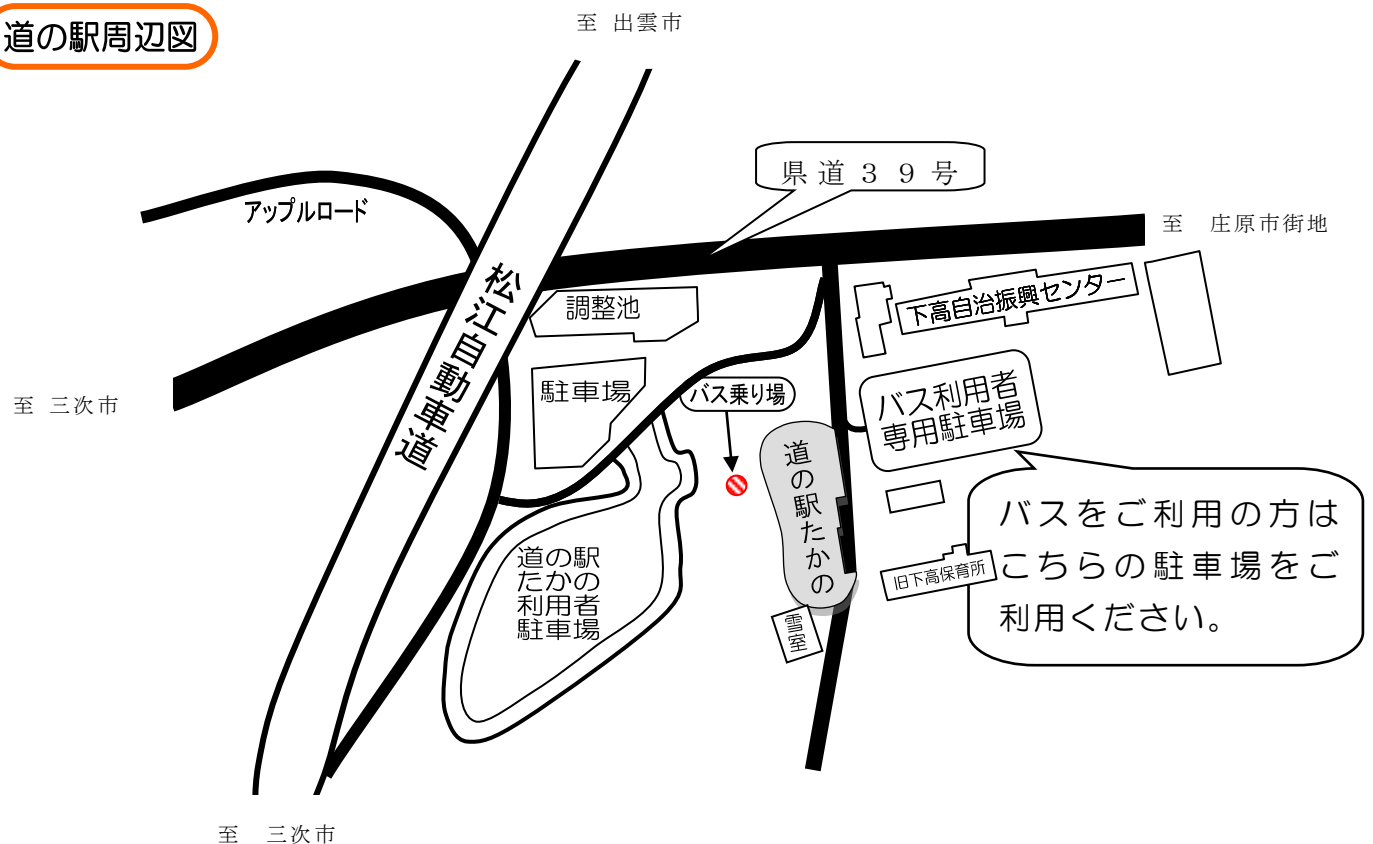 道の駅周辺図
至 出雲市
県道39号
至 庄原市街地
アップルロード
松江自動車道
調整池
下高自治振興センター
駐車場
バス乗り場
バス利用者
専用駐車場
至 三次市
道の駅たかの
バスをご利用の方は
こちらの駐車場をご
利用ください。
道の駅
たかの
利用者
駐車場
旧下高保育所
雪室
至 三次市